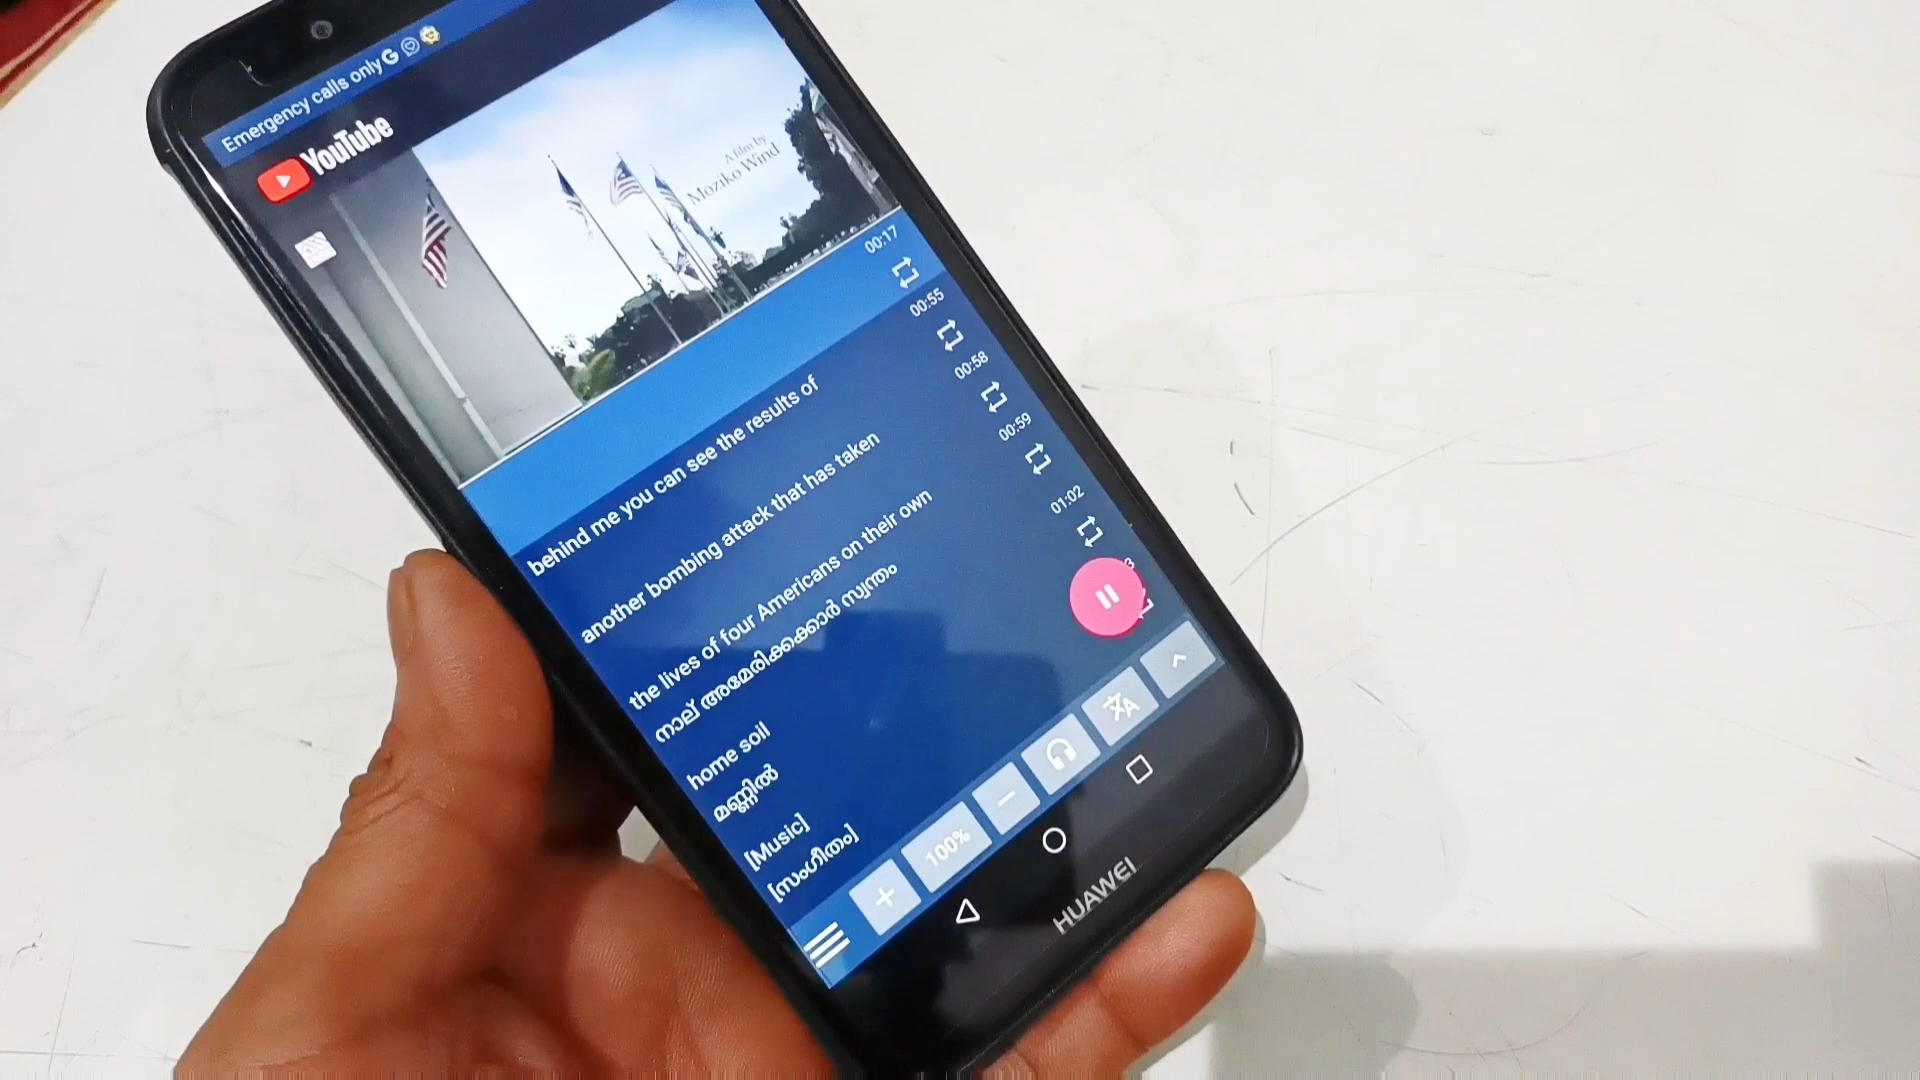 Emergency calls only
YouTube
A film by
Moziko Wind
00:17
00:55
behind me you can see the results of
00:58
another bombing attack that has taken
00:59
the lives of four Americans on their own
നാല് അമേരിക്കക്കാർ സ്വന്തം
01:02
home soil
മണ്ണിൽ
3
[Music]
[സംഗീതം]
100%
HUAWEI